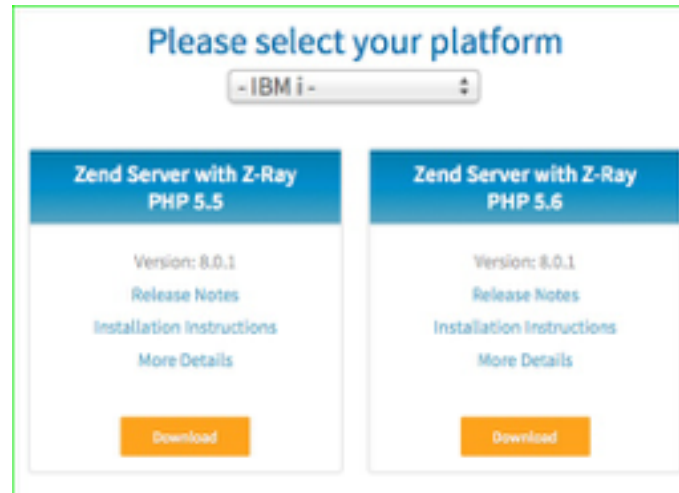 Please select your platform
- IBM i -
Zend Server with Z-Ray
PHP 5.5
Version: 8.0.1
Release Notes
Installation Instructions
More Details
Download
Zend Server with Z-Ray
PHP 5.6
Version: 8.0.1
Release Notes
Installation Instructions
More Details
Download